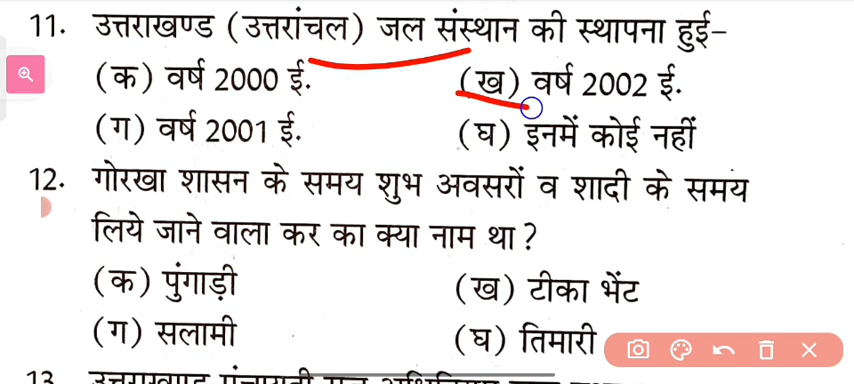 11. उत्तराखण्ड (उत्तरांचल) जल संस्थान की स्थापना हुई–
(क) वर्ष 2000 ई. (ख) वर्ष 2002 ई.
(ग) वर्ष 2001 ई. (घ) इनमें कोई नहीं
12. गोरखा शासन के समय शुभ अवसरों व शादी के समय
लिये जाने वाला कर का क्या नाम था?
(क) पुंगाड़ी (ख) टीका भेंट
(ग) सलामी (घ) तिमारी
13.